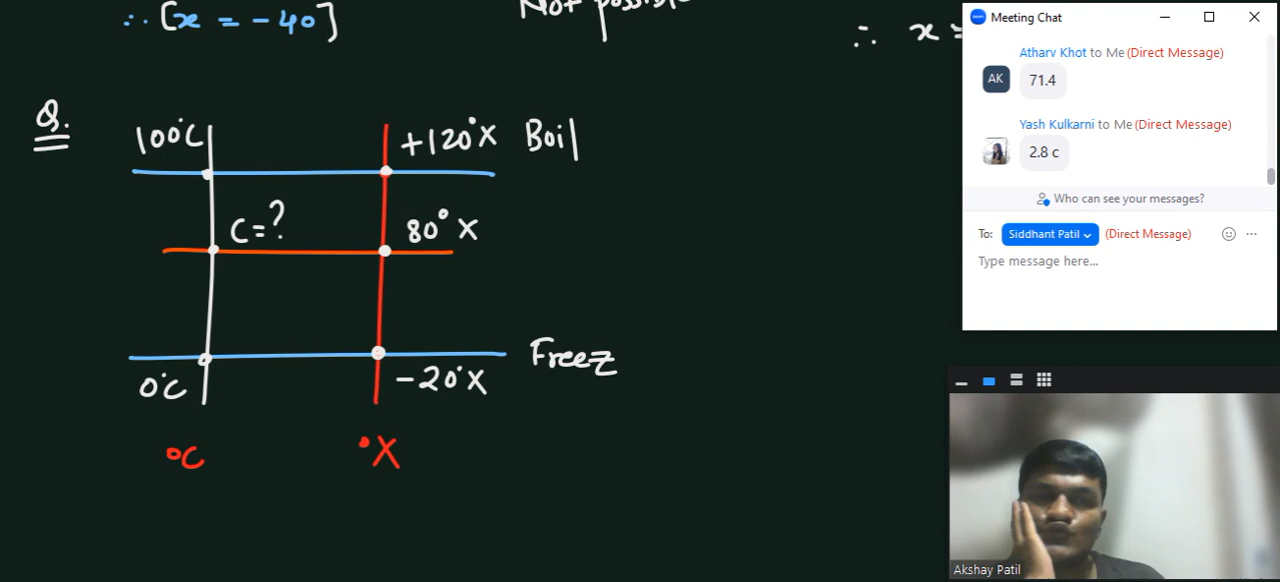 ∴ [x = -40]
Not possible
∴ x =
Q.
100°C
+120°X Boil
C=?
80° X
Freez
0°C
-20°X
°C
°X
Meeting Chat
Atharv Khot to Me (Direct Message)
AK
71.4
Yash Kulkarni to Me (Direct Message)
2.8 c
Who can see your messages?
To: Siddhant Patil (Direct Message)
Type message here...
Akshay Patil